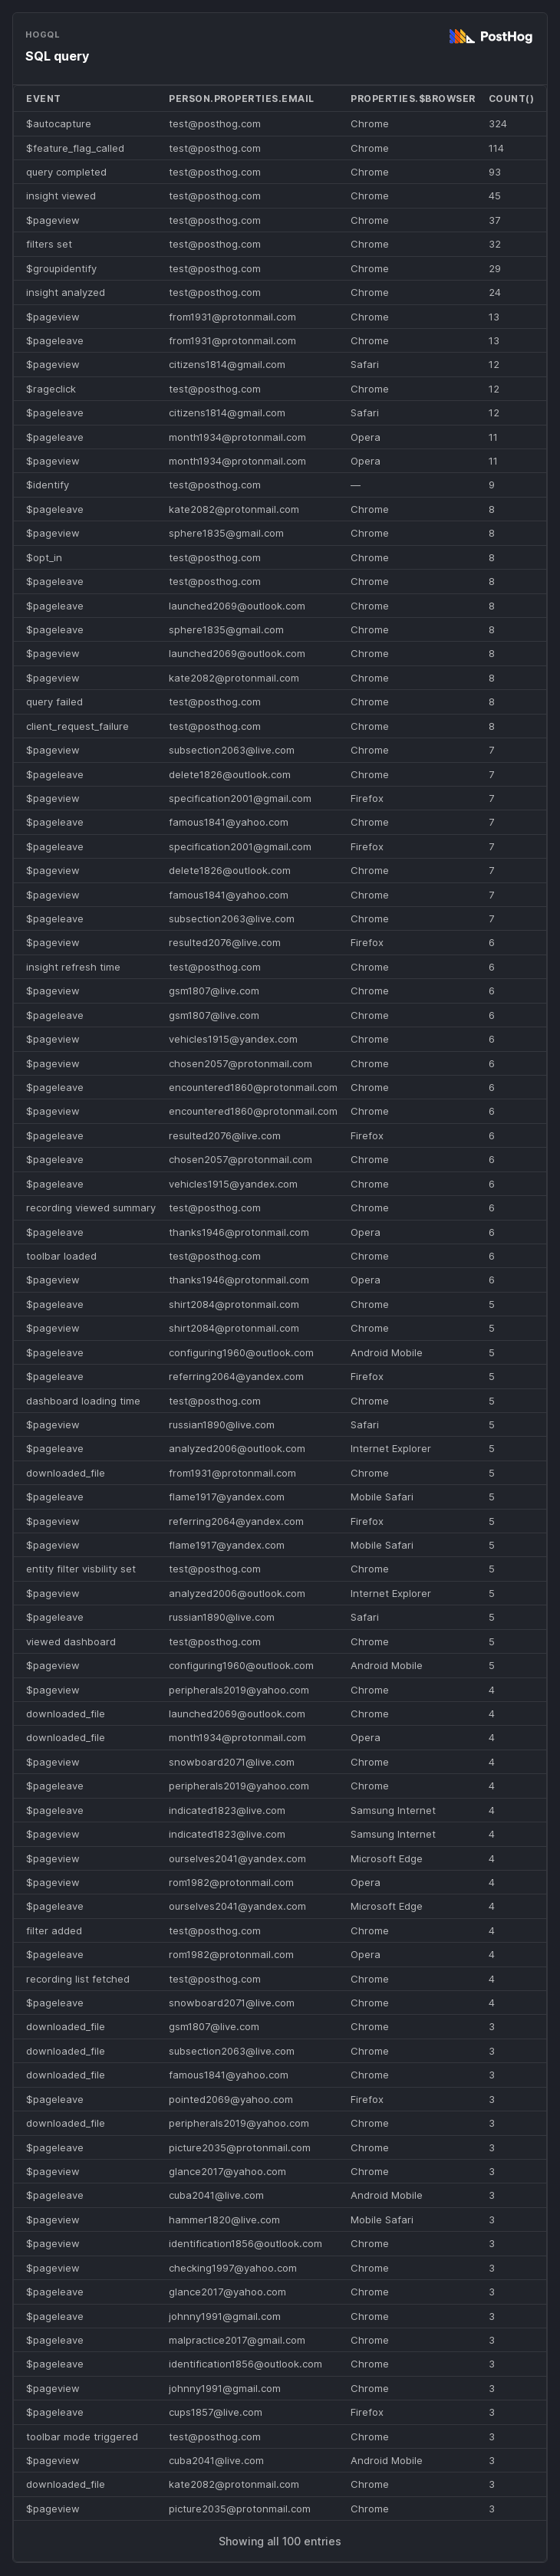 HOGQL
PostHog
SQL query
EVENT PERSON.PROPERTIES.EMAIL PROPERTIES.$BROWSER COUNT()
$autocapture test@posthog.com Chrome 324
$feature_flag_called test@posthog.com Chrome 114
query completed test@posthog.com Chrome 93
insight viewed test@posthog.com Chrome 45
$pageview test@posthog.com Chrome 37
filters set test@posthog.com Chrome 32
$groupidentify test@posthog.com Chrome 29
insight analyzed test@posthog.com Chrome 24
$pageview from1931@protonmail.com Chrome 13
$pageleave from1931@protonmail.com Chrome 13
$pageview citizens1814@gmail.com Safari 12
$rageclick test@posthog.com Chrome 12
$pageleave citizens1814@gmail.com Safari 12
$pageleave month1934@protonmail.com Opera 11
$pageview month1934@protonmail.com Opera 11
$identify test@posthog.com — 9
$pageleave kate2082@protonmail.com Chrome 8
$pageview sphere1835@gmail.com Chrome 8
$opt_in test@posthog.com Chrome 8
$pageleave test@posthog.com Chrome 8
$pageleave launched2069@outlook.com Chrome 8
$pageleave sphere1835@gmail.com Chrome 8
$pageview launched2069@outlook.com Chrome 8
$pageview kate2082@protonmail.com Chrome 8
query failed test@posthog.com Chrome 8
client_request_failure test@posthog.com Chrome 8
$pageview subsection2063@live.com Chrome 7
$pageleave delete1826@outlook.com Chrome 7
$pageview specification2001@gmail.com Firefox 7
$pageleave famous1841@yahoo.com Chrome 7
$pageleave specification2001@gmail.com Firefox 7
$pageview delete1826@outlook.com Chrome 7
$pageview famous1841@yahoo.com Chrome 7
$pageleave subsection2063@live.com Chrome 7
$pageview resulted2076@live.com Firefox 6
insight refresh time test@posthog.com Chrome 6
$pageview gsm1807@live.com Chrome 6
$pageleave gsm1807@live.com Chrome 6
$pageview vehicles1915@yandex.com Chrome 6
$pageview chosen2057@protonmail.com Chrome 6
$pageleave encountered1860@protonmail.com Chrome 6
$pageview encountered1860@protonmail.com Chrome 6
$pageleave resulted2076@live.com Firefox 6
$pageleave chosen2057@protonmail.com Chrome 6
$pageleave vehicles1915@yandex.com Chrome 6
recording viewed summary test@posthog.com Chrome 6
$pageleave thanks1946@protonmail.com Opera 6
toolbar loaded test@posthog.com Chrome 6
$pageview thanks1946@protonmail.com Opera 6
$pageleave shirt2084@protonmail.com Chrome 5
$pageview shirt2084@protonmail.com Chrome 5
$pageleave configuring1960@outlook.com Android Mobile 5
$pageleave referring2064@yandex.com Firefox 5
dashboard loading time test@posthog.com Chrome 5
$pageview russian1890@live.com Safari 5
$pageleave analyzed2006@outlook.com Internet Explorer 5
downloaded_file from1931@protonmail.com Chrome 5
$pageleave flame1917@yandex.com Mobile Safari 5
$pageview referring2064@yandex.com Firefox 5
$pageview flame1917@yandex.com Mobile Safari 5
entity filter visbility set test@posthog.com Chrome 5
$pageview analyzed2006@outlook.com Internet Explorer 5
$pageleave russian1890@live.com Safari 5
viewed dashboard test@posthog.com Chrome 5
$pageview configuring1960@outlook.com Android Mobile 5
$pageview peripherals2019@yahoo.com Chrome 4
downloaded_file launched2069@outlook.com Chrome 4
downloaded_file month1934@protonmail.com Opera 4
$pageview snowboard2071@live.com Chrome 4
$pageleave peripherals2019@yahoo.com Chrome 4
$pageleave indicated1823@live.com Samsung Internet 4
$pageview indicated1823@live.com Samsung Internet 4
$pageview ourselves2041@yandex.com Microsoft Edge 4
$pageview rom1982@protonmail.com Opera 4
$pageleave ourselves2041@yandex.com Microsoft Edge 4
filter added test@posthog.com Chrome 4
$pageleave rom1982@protonmail.com Opera 4
recording list fetched test@posthog.com Chrome 4
$pageleave snowboard2071@live.com Chrome 4
downloaded_file gsm1807@live.com Chrome 3
downloaded_file subsection2063@live.com Chrome 3
downloaded_file famous1841@yahoo.com Chrome 3
$pageleave pointed2069@yahoo.com Firefox 3
downloaded_file peripherals2019@yahoo.com Chrome 3
$pageleave picture2035@protonmail.com Chrome 3
$pageview glance2017@yahoo.com Chrome 3
$pageleave cuba2041@live.com Android Mobile 3
$pageview hammer1820@live.com Mobile Safari 3
$pageview identification1856@outlook.com Chrome 3
$pageview checking1997@yahoo.com Chrome 3
$pageleave glance2017@yahoo.com Chrome 3
$pageleave johnny1991@gmail.com Chrome 3
$pageleave malpractice2017@gmail.com Chrome 3
$pageleave identification1856@outlook.com Chrome 3
$pageview johnny1991@gmail.com Chrome 3
$pageleave cups1857@live.com Firefox 3
toolbar mode triggered test@posthog.com Chrome 3
$pageview cuba2041@live.com Android Mobile 3
downloaded_file kate2082@protonmail.com Chrome 3
$pageview picture2035@protonmail.com Chrome 3
Showing all 100 entries